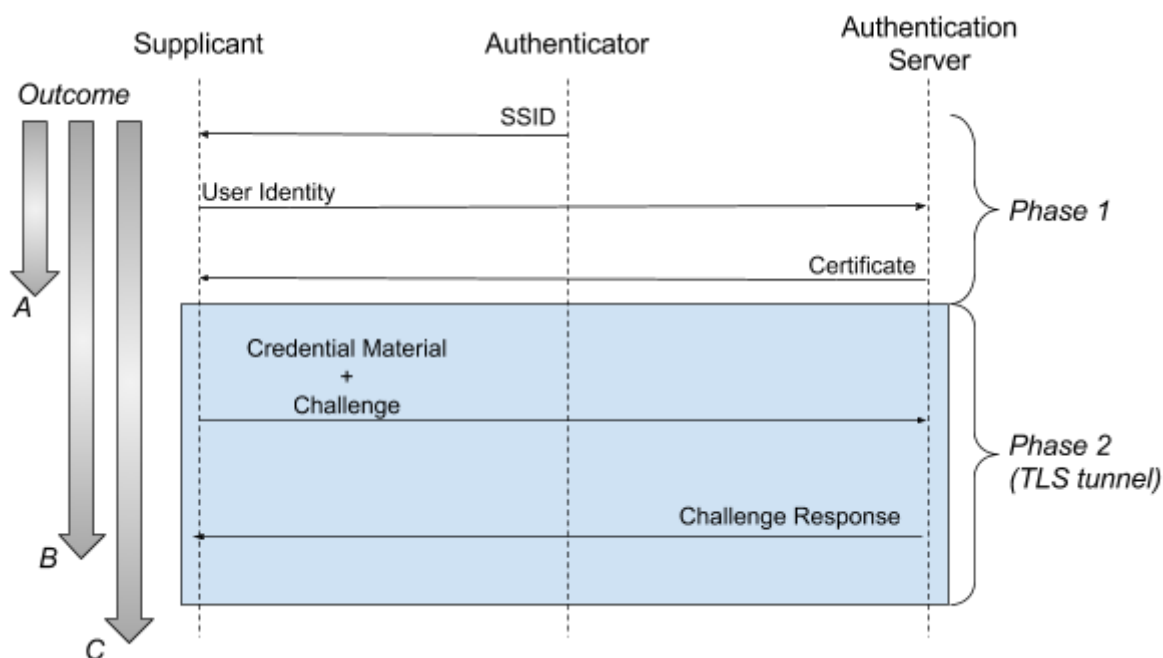 Supplicant
Authenticator
Authentication
Server
Outcome
SSID
User Identity
Phase 1
Certificate
A
Credential Material
+
Challenge
Phase 2
(TLS tunnel)
Challenge Response
B
C